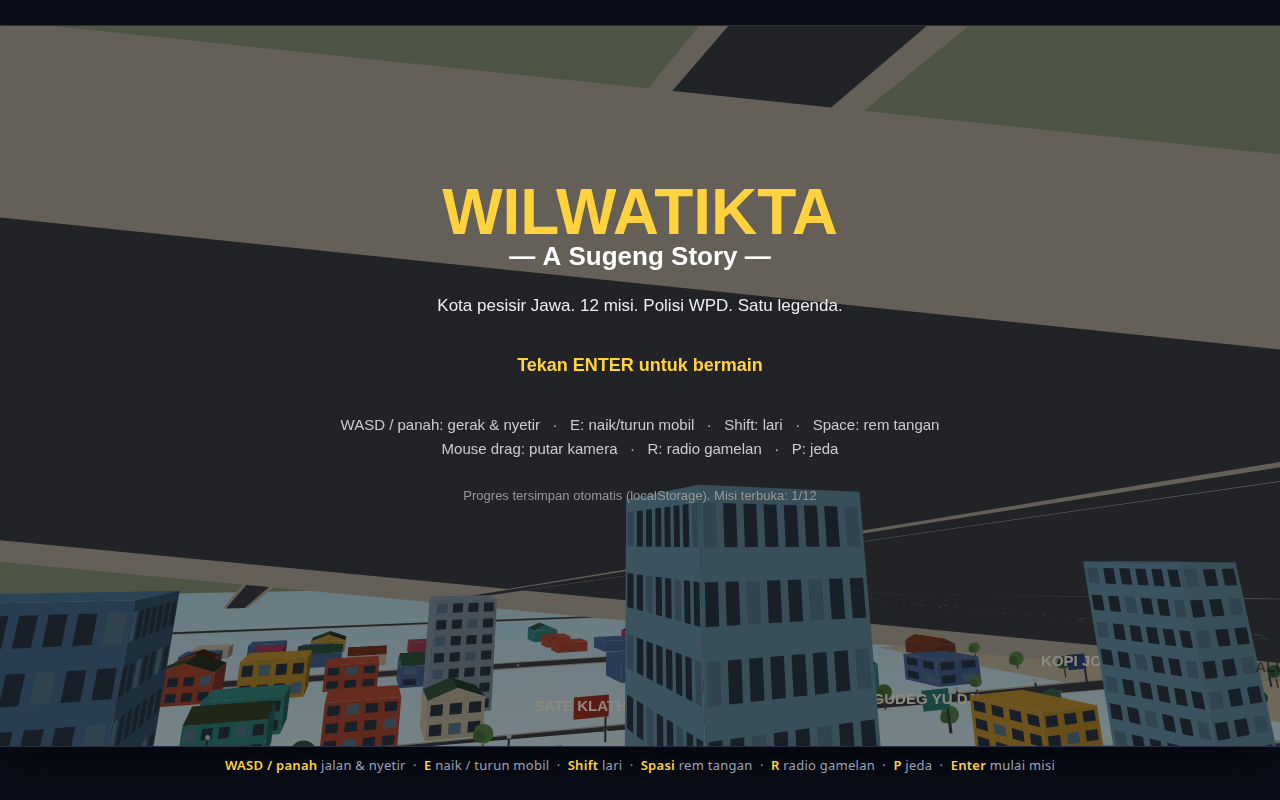 WILWATIKTA
— A Sugeng Story —
Kota pesisir Jawa. 12 misi. Polisi WPD. Satu legenda.
Tekan ENTER untuk bermain
WASD / panah: gerak & nyetir · E: naik/turun mobil · Shift: lari · Space: rem tangan
Mouse drag: putar kamera · R: radio gamelan · P: jeda
Progres tersimpan otomatis (localStorage). Misi terbuka: 1/12
KOPI
SATE
GUDEG YU
WASD / panah jalan & nyetir · E naik / turun mobil · Shift lari · Spasi rem tangan · R radio gamelan · P jeda · Enter mulai misi